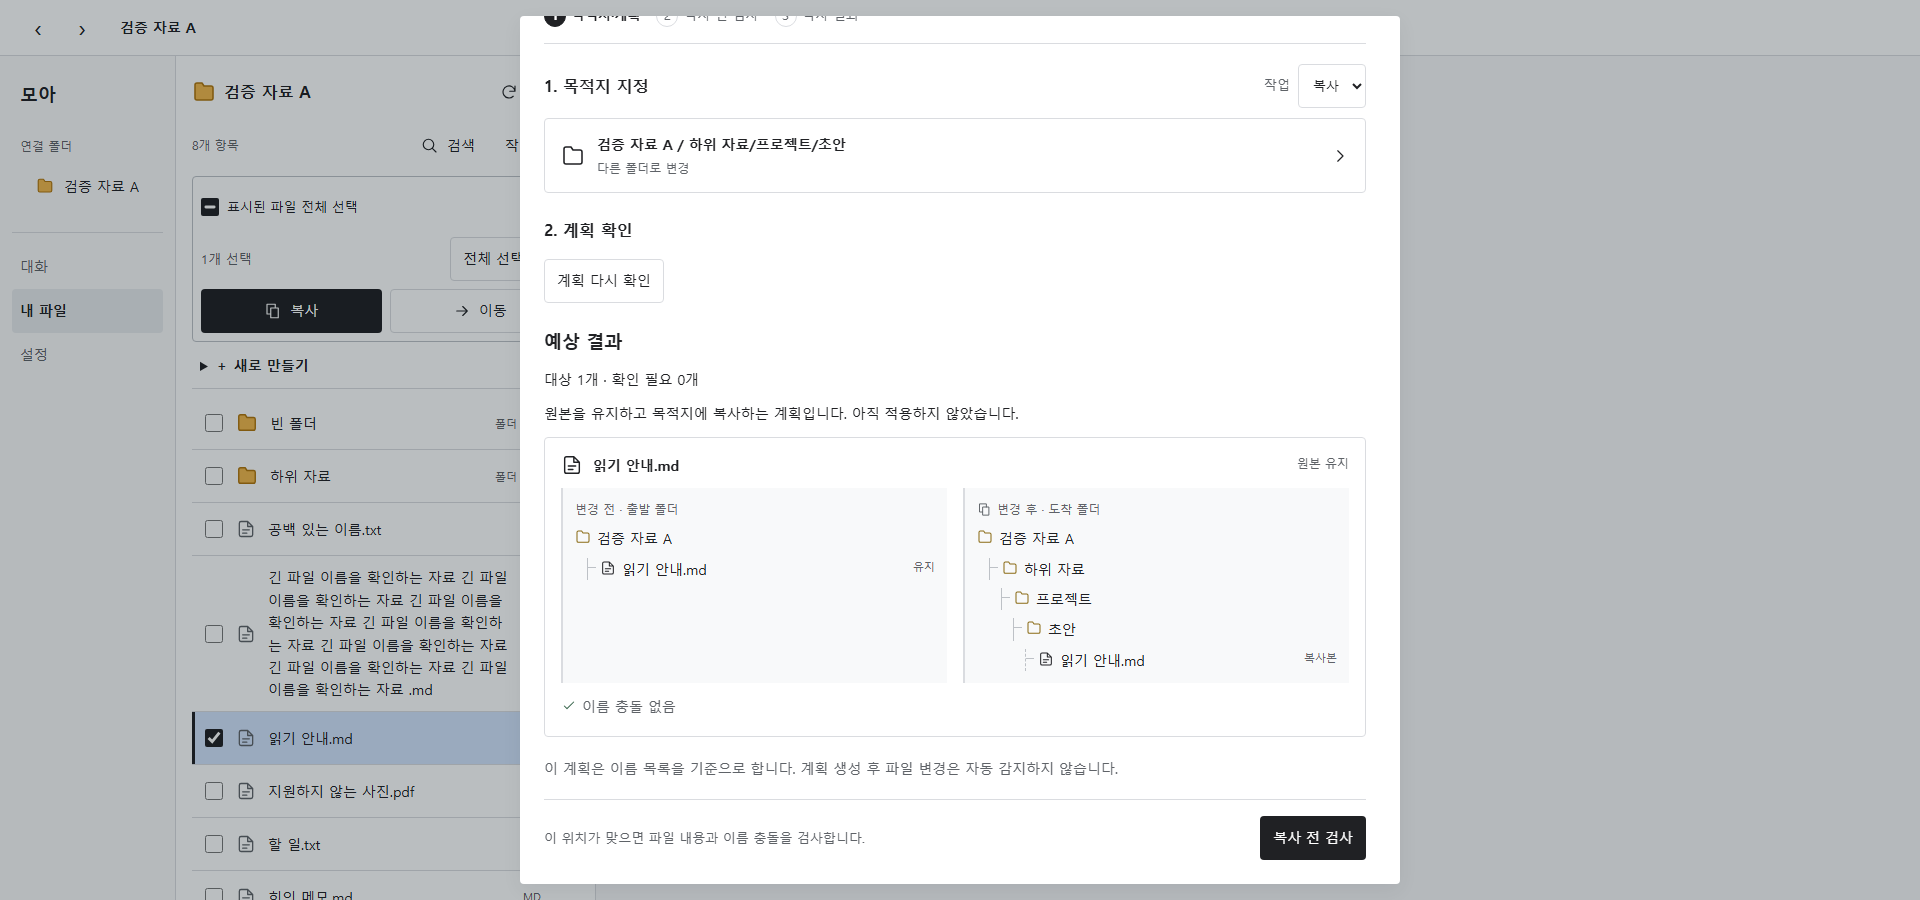 검증 자료 A
모아
연결 폴더
검증 자료 A
대화
내 파일
설정
검증 자료 A
8개 항목
검색
작
표시된 파일 전체 선택
1개 선택
전체 선택
복사
이동
+ 새로 만들기
빈 폴더
폴더
하위 자료
폴더
공백 있는 이름.txt
긴 파일 이름을 확인하는 자료 긴 파일
이름을 확인하는 자료 긴 파일 이름을
확인하는 자료 긴 파일 이름을 확인하
는 자료 긴 파일 이름을 확인하는 자료
긴 파일 이름을 확인하는 자료 긴 파일
이름을 확인하는 자료 .md
읽기 안내.md
지원하지 않는 사진.pdf
할 일.txt
회의 메모.md
MD
1. 목적지 지정
작업
복사
검증 자료 A / 하위 자료/프로젝트/초안
다른 폴더로 변경
2. 계획 확인
계획 다시 확인
예상 결과
대상 1개 · 확인 필요 0개
원본을 유지하고 목적지에 복사하는 계획입니다. 아직 적용하지 않았습니다.
읽기 안내.md
원본 유지
변경 전 · 출발 폴더
검증 자료 A
읽기 안내.md
유지
변경 후 · 도착 폴더
검증 자료 A
하위 자료
프로젝트
초안
읽기 안내.md
복사본
이름 충돌 없음
이 계획은 이름 목록을 기준으로 합니다. 계획 생성 후 파일 변경은 자동 감지하지 않습니다.
이 위치가 맞으면 파일 내용과 이름 충돌을 검사합니다.
복사 전 검사